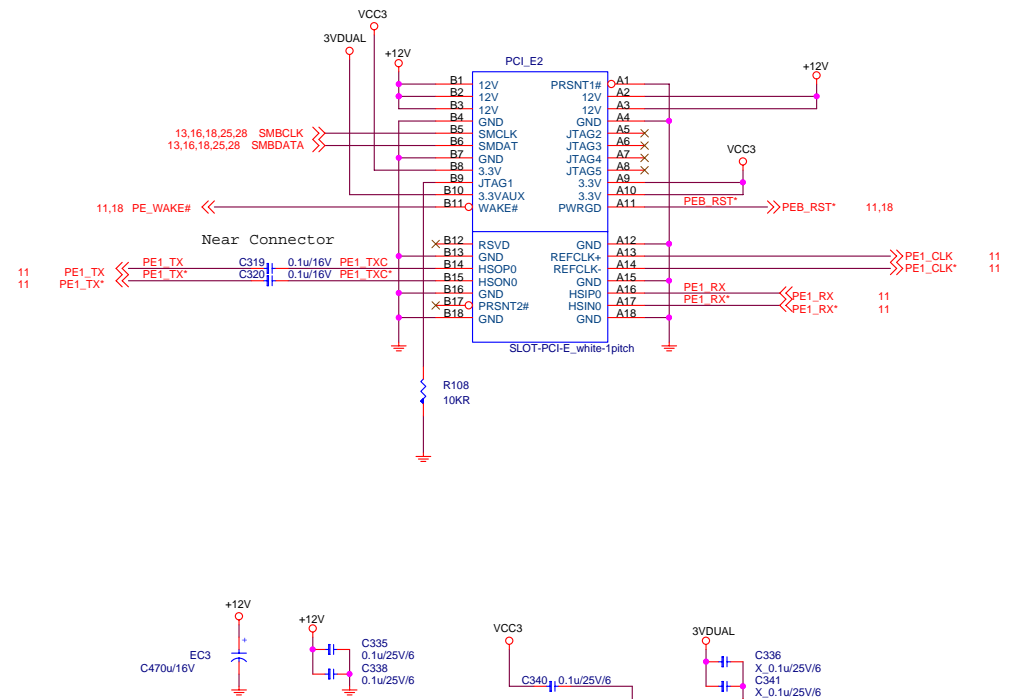 VCC3
3VDUAL
+12V
PCI_E2
+12V
B1 12V PRSNT1# A1
B2 12V 12V A2
B3 12V 12V A3
B4 GND GND A4
13,16,18,25,28 SMBCLK B5 SMCLK JTAG2 A5
13,16,18,25,28 SMBDATA B6 SMDAT JTAG3 A6
B7 GND JTAG4 A7
VCC3
B8 3.3V JTAG5 A8
B9 JTAG1 3.3V A9
B10 3.3VAUX 3.3V A10
11,18 PE_WAKE# B11 WAKE# PWRGD A11 PEB_RST* PEB_RST* 11,18
Near Connector
B12 RSVD GND A12
B13 GND REFCLK+ A13 PE1_CLK 11
11 PE1_TX PE1_TX C319 0.1u/16V PE1_TXC B14 HSOP0 REFCLK- A14 PE1_CLK* 11
11 PE1_TX* PE1_TX* C320 0.1u/16V PE1_TXC* B15 HSON0 GND A15
B16 GND HSIP0 A16 PE1_RX PE1_RX 11
B17 PRSNT2# HSIN0 A17 PE1_RX* PE1_RX* 11
B18 GND GND A18
SLOT-PCI-E_white-1pitch
R108
10KR
+12V
EC3
C470u/16V
+12V
C335
0.1u/25V/6
C338
0.1u/25V/6
VCC3
C340 0.1u/25V/6
3VDUAL
C336
X_0.1u/25V/6
C341
X_0.1u/25V/6